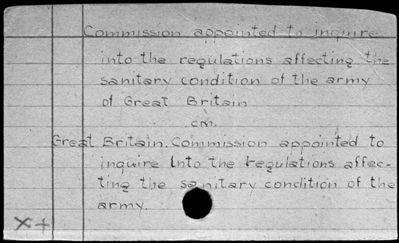 Commission appointed to inquire
into the regulations affecting the
sanitary condition of the army
of Great Britain
cm.
Great Britain. Commission appointed to
inquire into the regulations affec-
ting the sanitary condition of the
army.
x+